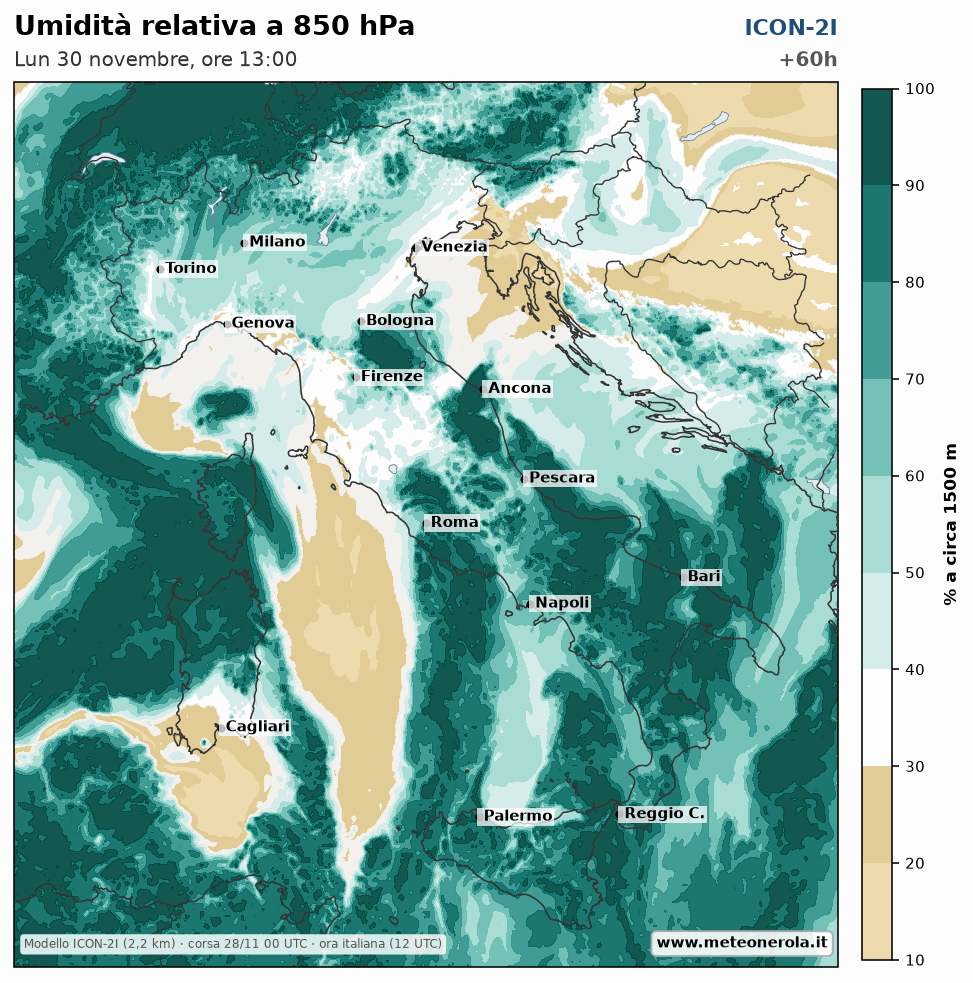 Umidità relativa a 850 hPa
ICON-2I
Lun 30 novembre, ore 13:00
+60h
100
90
80
70
60
50
40
30
20
10
% a circa 1500 m
Milano
Venezia
Torino
Genova
Bologna
Firenze
Ancona
Pescara
Roma
Bari
Napoli
Cagliari
Palermo
Reggio C.
Modello ICON-2I (2,2 km) · corsa 28/11 00 UTC · ora italiana (12 UTC)
www.meteonerola.it